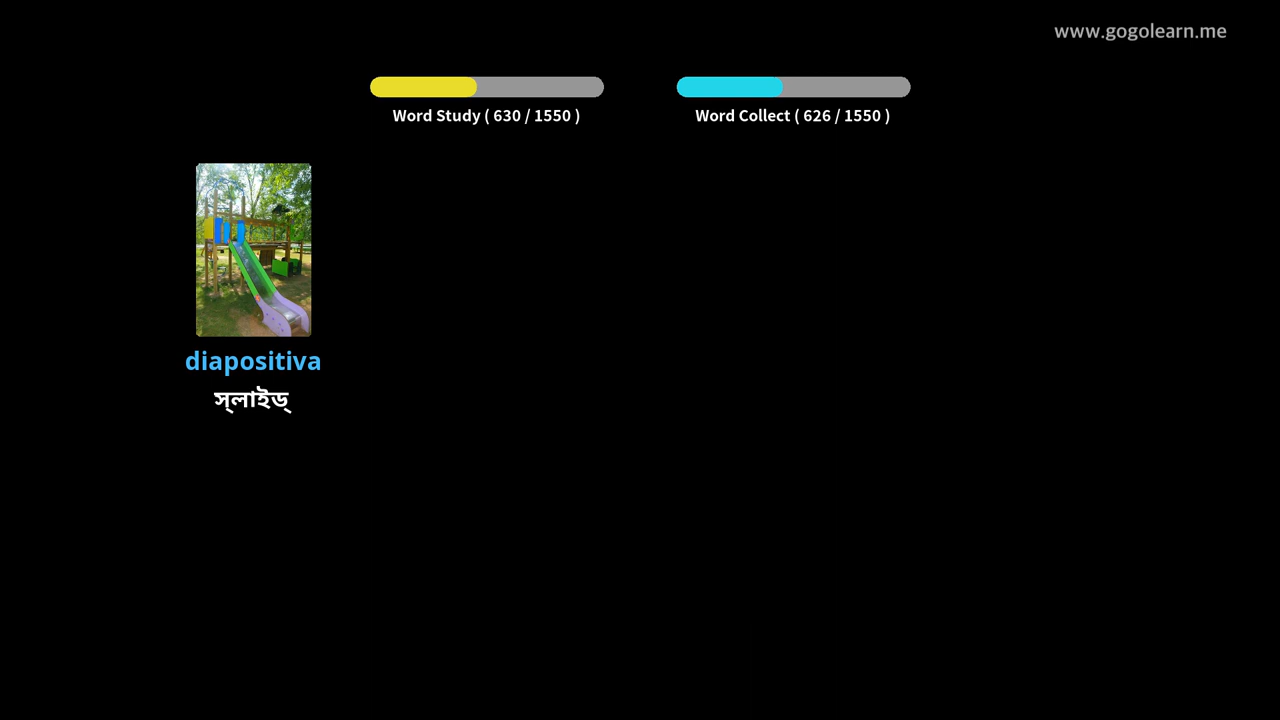 www.gogolearn.me
Word Study ( 630 / 1550 )
Word Collect ( 626 / 1550 )
diapositiva
স্লাইড্